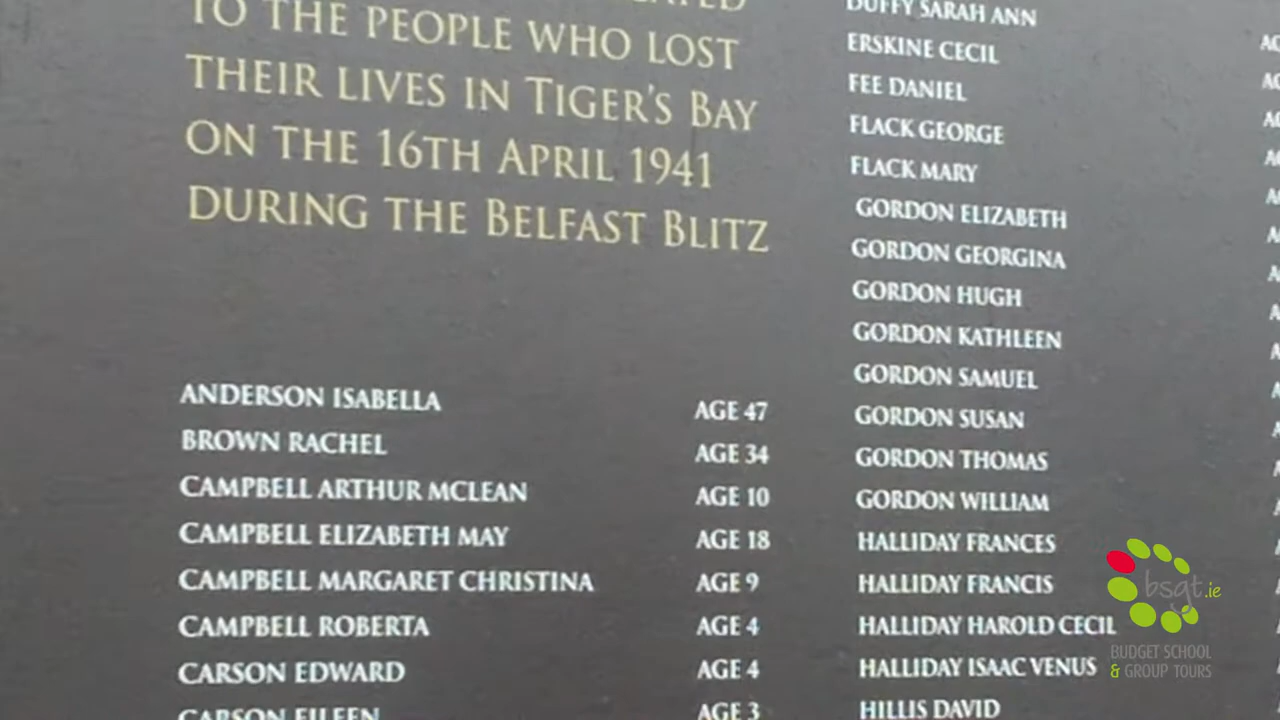 TO THE PEOPLE WHO LOST
THEIR LIVES IN TIGER'S BAY
ON THE 16TH APRIL 1941
DURING THE BELFAST BLITZ
ANDERSON ISABELLA AGE 47
BROWN RACHEL AGE 34
CAMPBELL ARTHUR MCLEAN AGE 10
CAMPBELL ELIZABETH MAY AGE 18
CAMPBELL MARGARET CHRISTINA AGE 9
CAMPBELL ROBERTA AGE 4
CARSON EDWARD AGE 4
CARSON EILEEN AGE 3
DUFFY SARAH ANN
ERSKINE CECIL
FEE DANIEL
FLACK GEORGE
FLACK MARY
GORDON ELIZABETH
GORDON GEORGINA
GORDON HUGH
GORDON KATHLEEN
GORDON SAMUEL
GORDON SUSAN
GORDON THOMAS
GORDON WILLIAM
HALLIDAY FRANCES
HALLIDAY FRANCIS
HALLIDAY HAROLD CECIL
HALLIDAY ISAAC VENUS
HILLIS DAVID
bsgt.ie
BUDGET SCHOOL
& GROUP TOURS